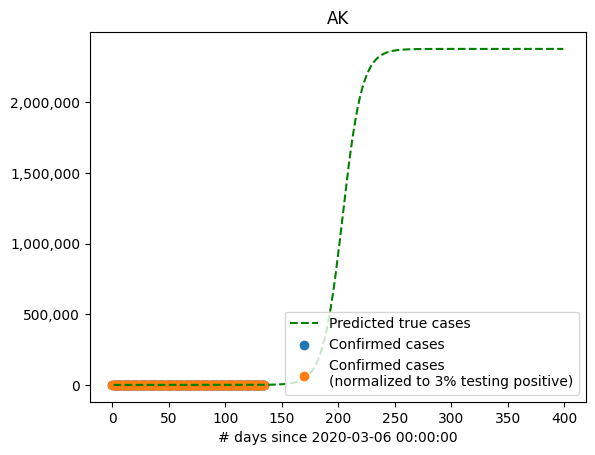 AK
2,000,000
1,500,000
1,000,000
500,000
0
Predicted true cases
Confirmed cases
Confirmed cases
(normalized to 3% testing positive)
0 50 100 150 200 250 300 350 400
# days since 2020-03-06 00:00:00